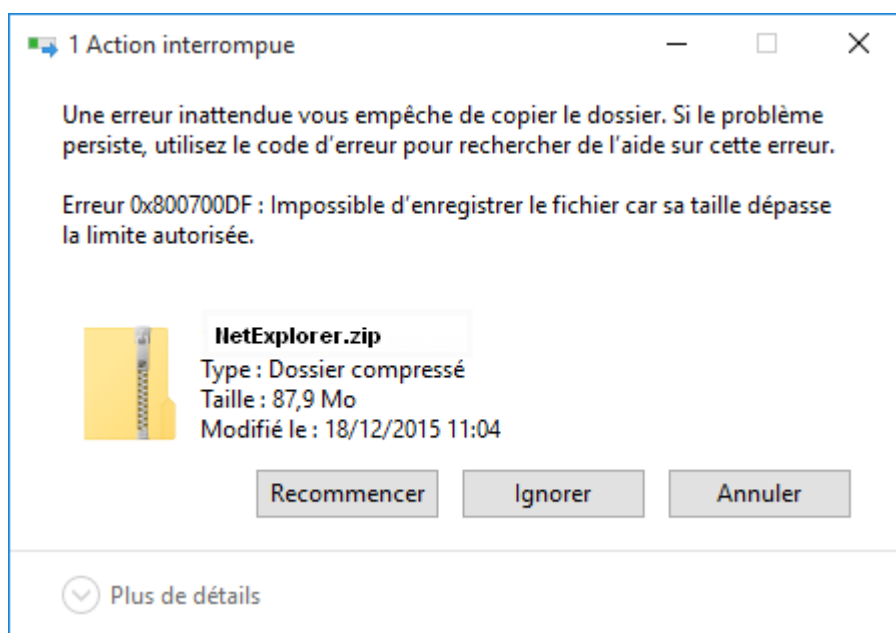 1 Action interrompue
Une erreur inattendue vous empêche de copier le dossier. Si le problème
persiste, utilisez le code d’erreur pour rechercher de l’aide sur cette erreur.
Erreur 0x800700DF : Impossible d’enregistrer le fichier car sa taille dépasse
la limite autorisée.
NetExplorer.zip
Type : Dossier compressé
Taille : 87,9 Mo
Modifié le : 18/12/2015 11:04
Recommencer Ignorer Annuler
Plus de détails